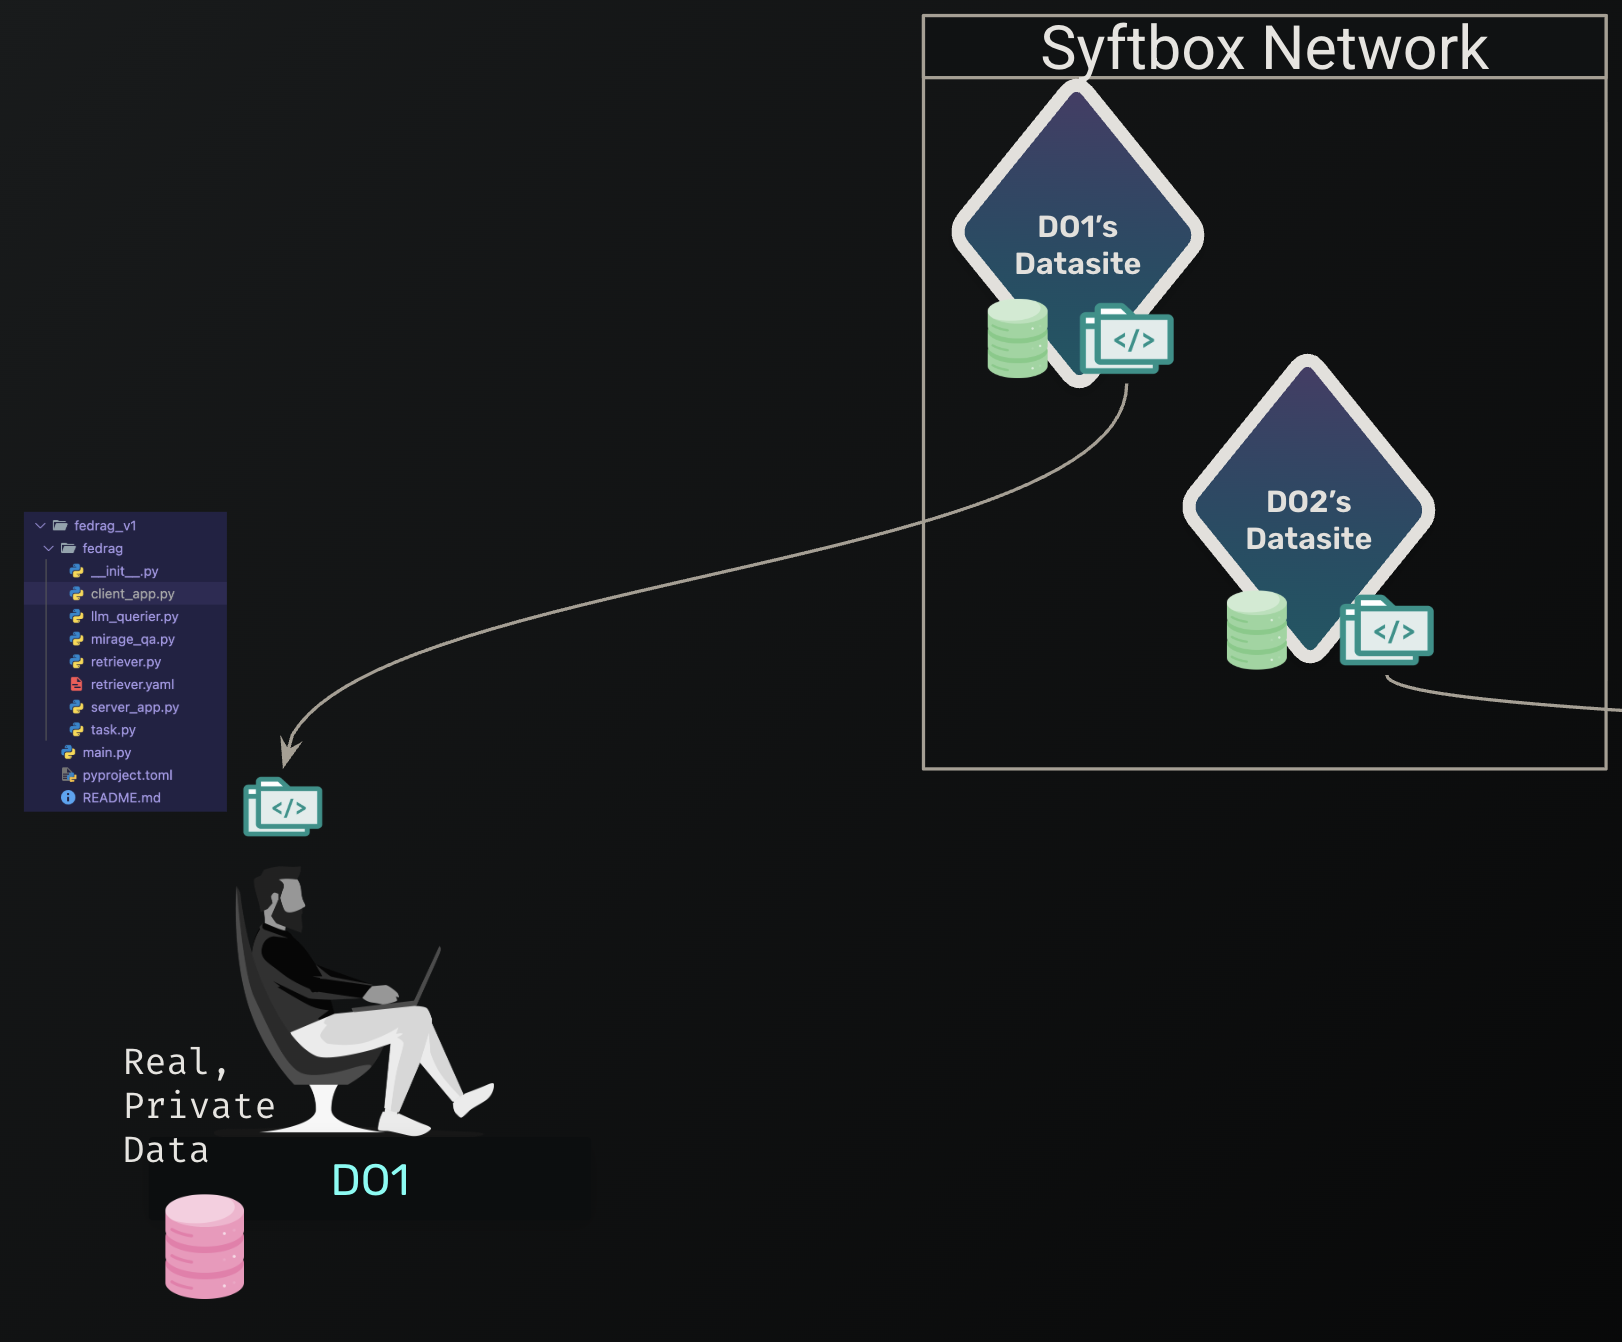 Syftbox Network
DO1's
Datasite
</>
DO2's
Datasite
</>
fedrag_v1
fedrag
__init__.py
client_app.py
llm_querier.py
mirage_qa.py
retriever.py
retriever.yaml
server_app.py
task.py
main.py
pyproject.toml
README.md
</>
Real,
Private
Data
DO1